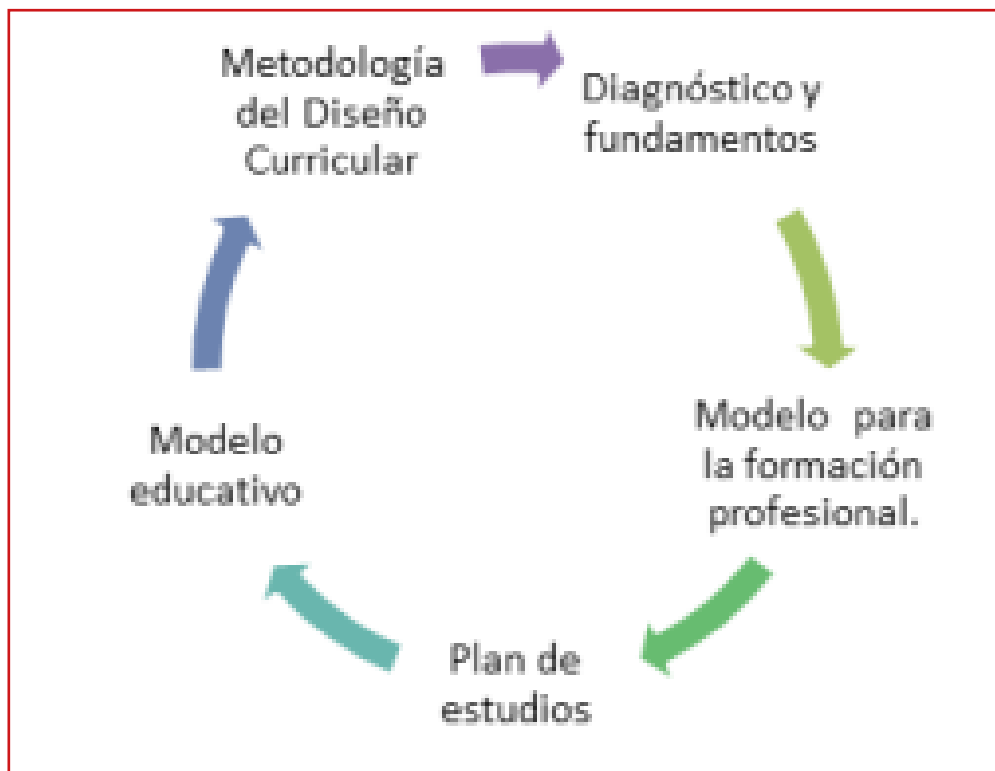 Metodología
del Diseño
Curricular
Diagnóstico y
fundamentos
Modelo para
la formación
profesional.
Plan de
estudios
Modelo
educativo